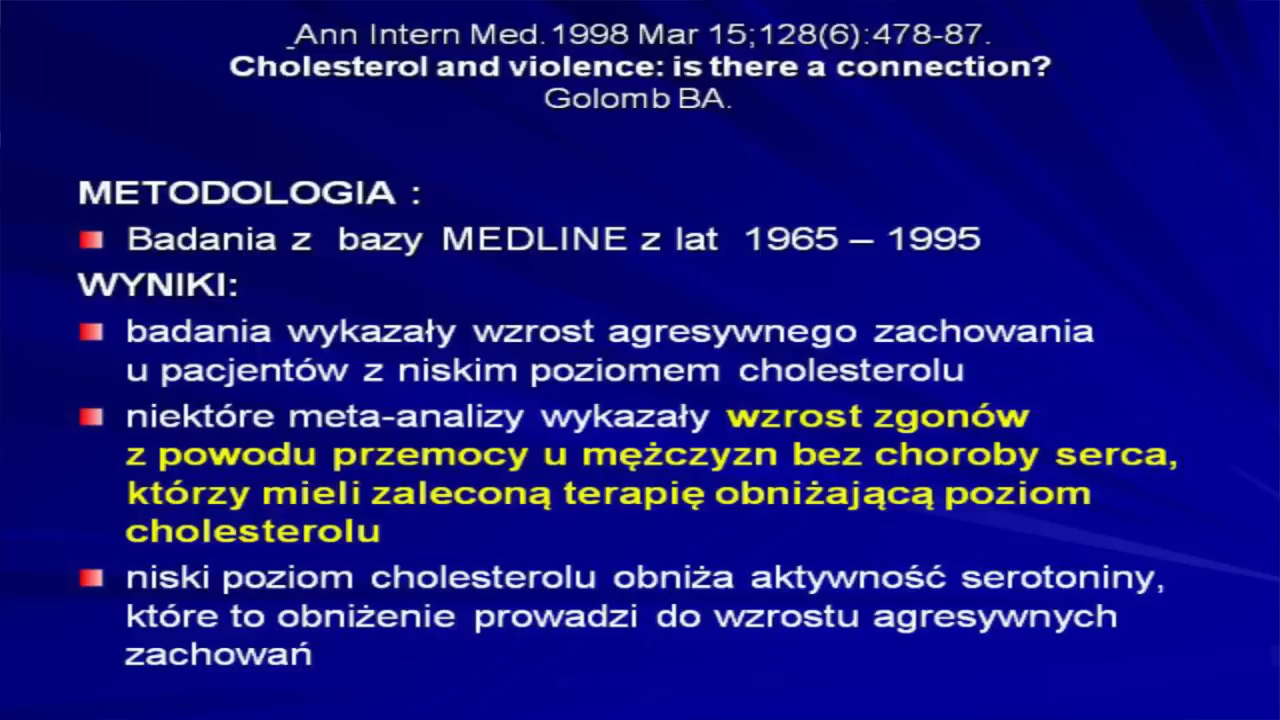 Ann Intern Med. 1998 Mar 15;128(6):478-87.
Cholesterol and violence: is there a connection?
Golomb BA.
METODOLOGIA :
Badania z bazy MEDLINE z lat 1965 – 1995
WYNIKI:
badania wykazały wzrost agresywnego zachowania
u pacjentów z niskim poziomem cholesterolu
niektóre meta-analizy wykazały wzrost zgonów
z powodu przemocy u mężczyzn bez choroby serca,
którzy mieli zaleconą terapię obniżającą poziom
cholesterolu
niski poziom cholesterolu obniża aktywność serotoniny,
które to obniżenie prowadzi do wzrostu agresywnych
zachowań